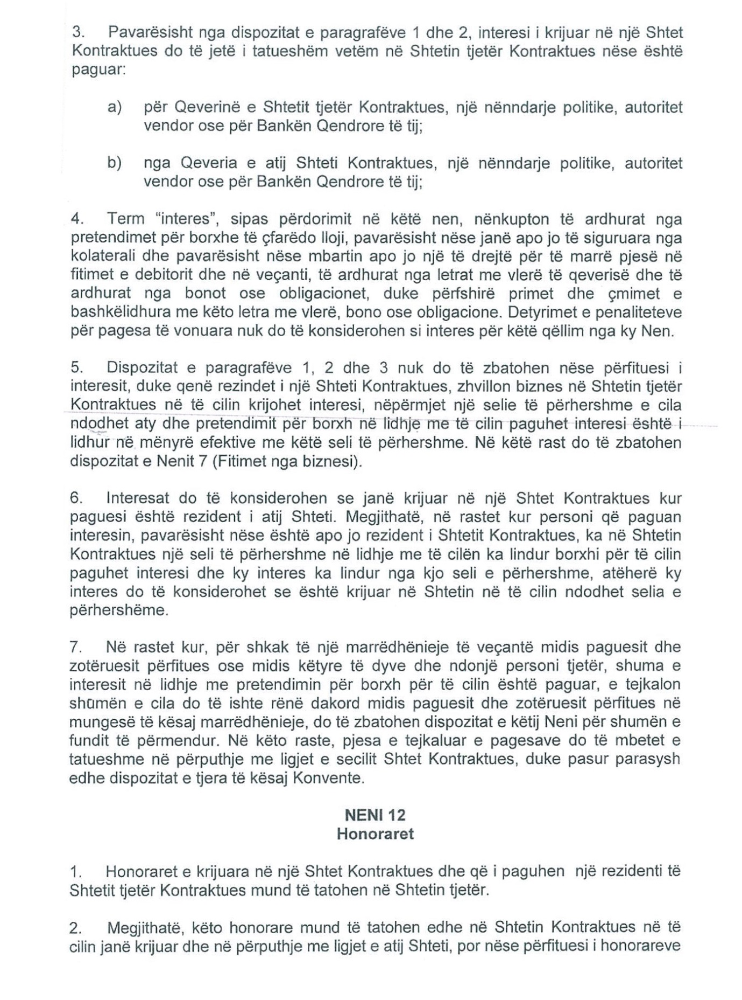 3. Pavarësisht nga dispozitat e paragrafëve 1 dhe 2, interesi i krijuar në një Shtet
Kontraktues do të jetë i tatueshëm vetëm në Shtetin tjetër Kontraktues nëse është
paguar:
a) për Qeverinë e Shtetit tjetër Kontraktues, një nënndarje politike, autoritet
vendor ose për Bankën Qendrore të tij;
b) nga Qeveria e atij Shteti Kontraktues, një nënndarje politike, autoritet
vendor ose për Bankën Qendrore të tij;
4. Term “interes”, sipas përdorimit në këtë nen, nënkupton të ardhurat nga
pretendimet për borxhe të çfarëdo lloji, pavarësisht nëse janë apo jo të siguruara nga
kolaterali dhe pavarësisht nëse mbartin apo jo një të drejtë për të marrë pjesë në
fitimet e debitorit dhe në veçanti, të ardhurat nga letrat me vlerë të qeverisë dhe të
ardhurat nga bonot ose obligacionet, duke përfshirë primet dhe çmimet e
bashkëlidhura me këto letra me vlerë, bono ose obligacione. Detyrimet e penaliteteve
për pagesa të vonuara nuk do të konsiderohen si interes për këtë qëllim nga ky Nen.
5. Dispozitat e paragrafëve 1, 2 dhe 3 nuk do të zbatohen nëse përfituesi i
interesit, duke qenë rezindet i një Shteti Kontraktues, zhvillon biznes në Shtetin tjetër
Kontraktues në të cilin krijohet interesi, nëpërmjet një selie të përhershme e cila
ndodhet aty dhe pretendimit për borxh në lidhje me të cilin paguhet interesi është i
lidhur në mënyrë efektive me këtë seli të përhershme. Në këtë rast do të zbatohen
dispozitat e Nenit 7 (Fitimet nga biznesi).
6. Interesat do të konsiderohen se janë krijuar në një Shtet Kontraktues kur
paguesi është rezident i atij Shteti. Megjithatë, në rastet kur personi që paguan
interesin, pavarësisht nëse është apo jo rezident i Shtetit Kontraktues, ka në Shtetin
Kontraktues një seli të përhershme në lidhje me të cilën ka lindur borxhi për të cilin
paguhet interesi dhe ky interes ka lindur nga kjo seli e përhershme, atëherë ky
interes do të konsiderohet se është krijuar në Shtetin në të cilin ndodhet selia e
përhershëme.
7. Në rastet kur, për shkak të një marrëdhënieje të veçantë midis paguesit dhe
zotëruesit përfitues ose midis këtyre të dyve dhe ndonjë personi tjetër, shuma e
interesit në lidhje me pretendimin për borxh për të cilin është paguar, e tejkalon
shumën e cila do të ishte rënë dakord midis paguesit dhe zotëruesit përfitues në
mungesë të kësaj marrëdhënieje, do të zbatohen dispozitat e këtij Neni për shumën e
fundit të përmendur. Në këto raste, pjesa e tejkaluar e pagesave do të mbetet e
tatueshme në përputhje me ligjet e secilit Shtet Kontraktues, duke pasur parasysh
edhe dispozitat e tjera të kësaj Konvente.
NENI 12
Honoraret
1. Honoraret e krijuara në një Shtet Kontraktues dhe që i paguhen një rezidenti të
Shtetit tjetër Kontraktues mund të tatohen në Shtetin tjetër.
2. Megjithatë, këto honorare mund të tatohen edhe në Shtetin Kontraktues në të
cilin janë krijuar dhe në përputhje me ligjet e atij Shteti, por nëse përfituesi i honorareve